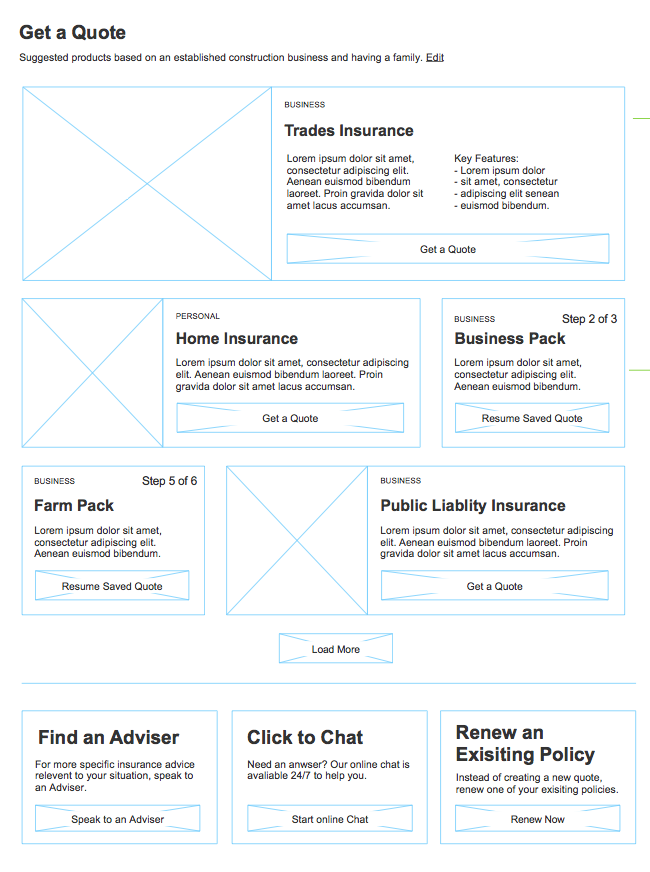 Get a Quote
Suggested products based on an established construction business and having a family. Edit
BUSINESS
Trades Insurance
Lorem ipsum dolor sit amet,
consectetur adipiscing elit.
Aenean euismod bibendum
laoreet. Proin gravida dolor sit
amet lacus accumsan.
Key Features:
- Lorem ipsum dolor
- sit amet, consectetur
- adipiscing elit senean
- euismod bibendum.
Get a Quote
PERSONAL
Home Insurance
Lorem ipsum dolor sit amet, consectetur adipiscing
elit. Aenean euismod bibendum laoreet. Proin
gravida dolor sit amet lacus accumsan.
Get a Quote
BUSINESS
Step 2 of 3
Business Pack
Lorem ipsum dolor sit amet,
consectetur adipiscing elit.
Aenean euismod bibendum.
Resume Saved Quote
BUSINESS
Step 5 of 6
Farm Pack
Lorem ipsum dolor sit amet,
consectetur adipiscing elit.
Aenean euismod bibendum.
Resume Saved Quote
BUSINESS
Public Liablity Insurance
Lorem ipsum dolor sit amet, consectetur adipiscing
elit. Aenean euismod bibendum laoreet. Proin
gravida dolor sit amet lacus accumsan.
Get a Quote
Load More
Find an Adviser
For more specific insurance advice
relevent to your situation, speak to
an Adviser.
Speak to an Adviser
Click to Chat
Need an anwser? Our online chat is
avaliable 24/7 to help you.
Start online Chat
Renew an
Exisiting Policy
Instead of creating a new quote,
renew one of your exisiting policies.
Renew Now